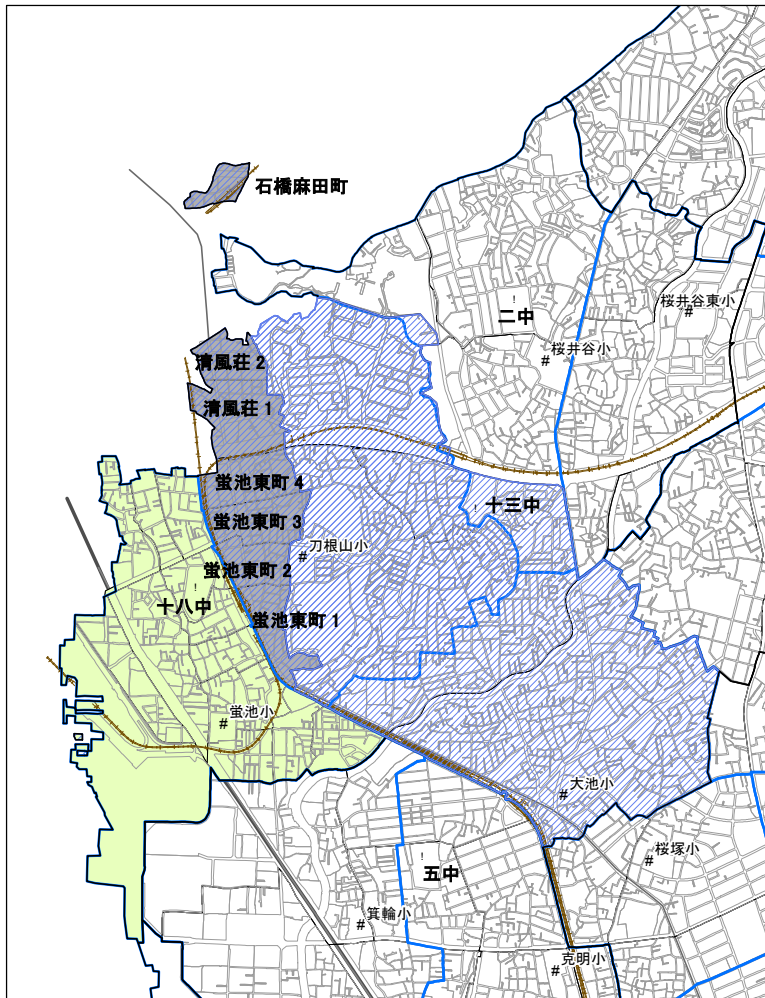 石橋麻田町
二中
桜井谷東小
#
桜井谷小
#
清風荘 2
清風荘 1
蛍池東町 4
十三中
蛍池東町 3
刀根山小
#
蛍池東町 2
十八中
蛍池東町 1
蛍池小
#
大池小
#
桜塚小
#
五中
箕輪小
#
克明小
#